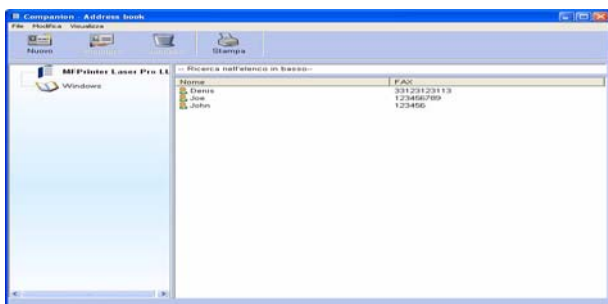 Companion - Address book
File Modifica Visualizza
Nuovo
Stampa
MFPrinter Laser Pro LL
Windows
-- Ricerca nell'elenco in basso--
Nome FAX
Denis 33123123113
Joe 123456789
John 123456